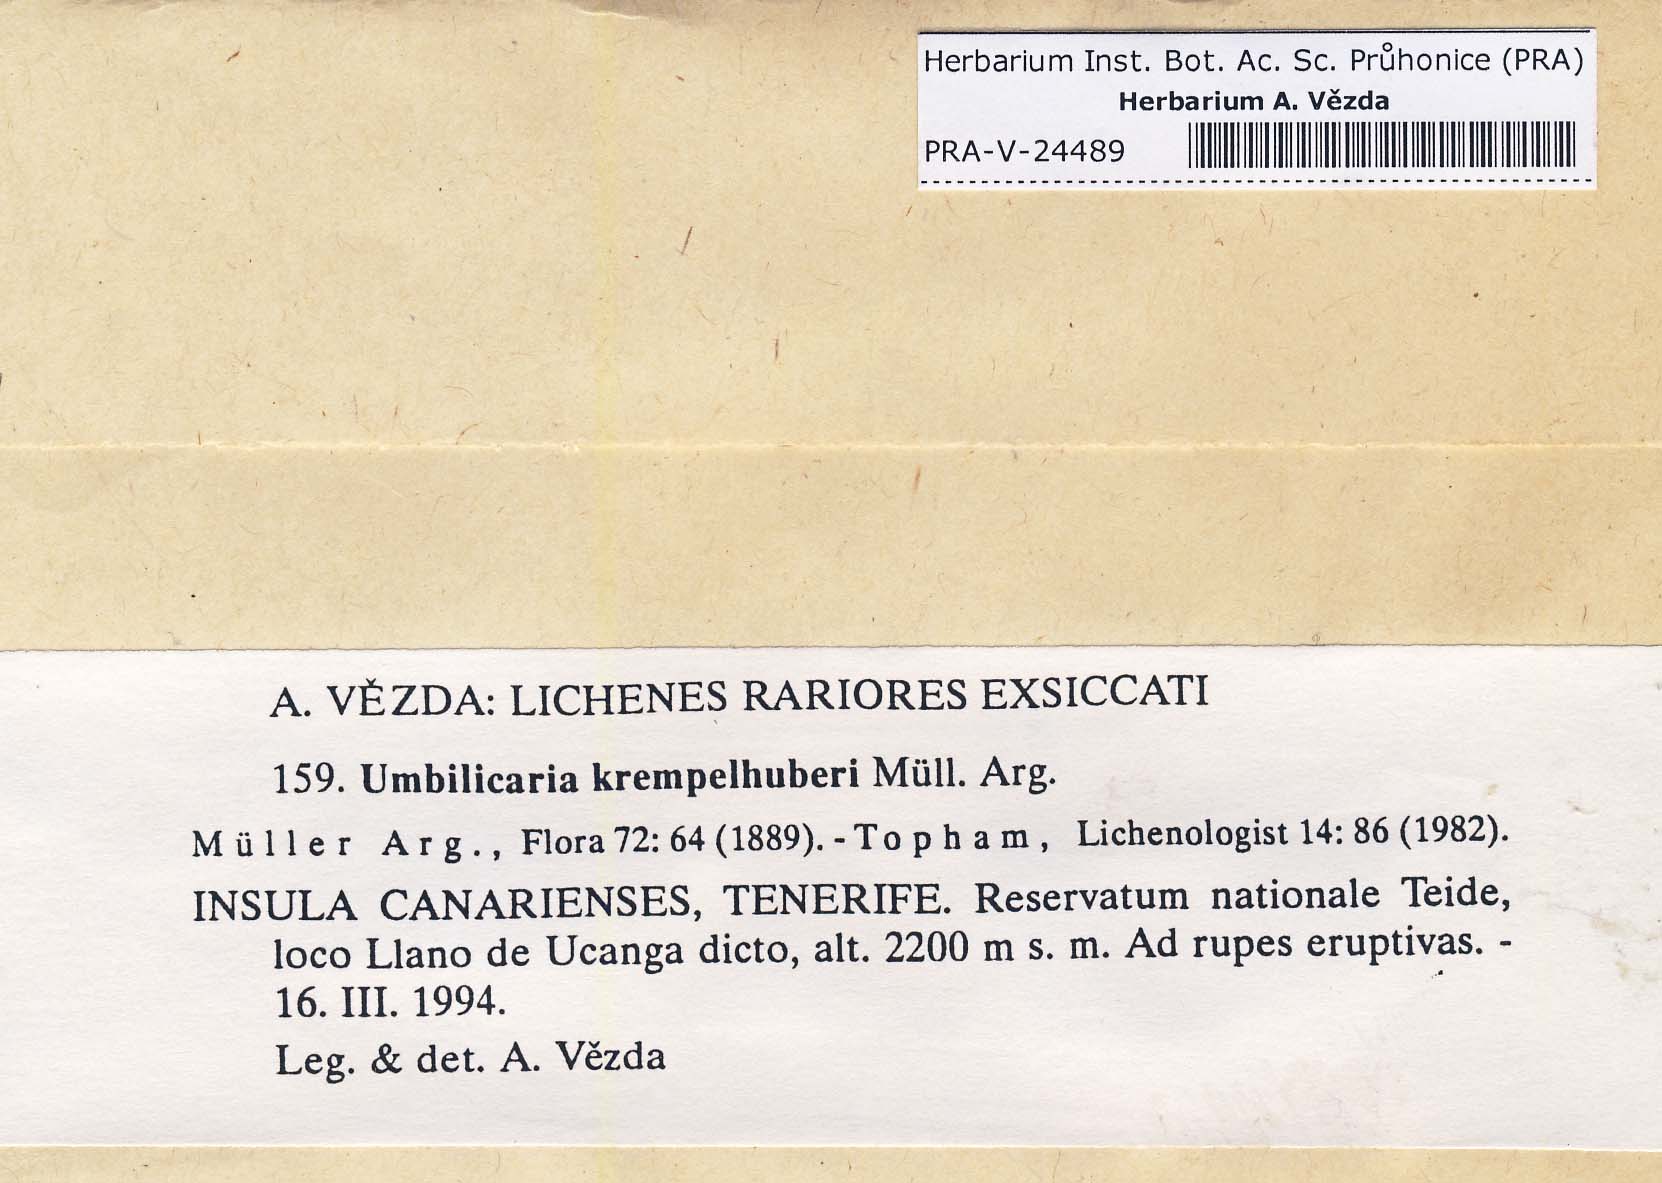 Herbarium Inst. Bot. Ac. Sc. Průhonice (PRA)
Herbarium A. Vězda
PRA-V-24489
A. VĚZDA: LICHENES RARIORES EXSICCATI
159. Umbilicaria krempelhuberi Müll. Arg.
Müller Arg., Flora 72: 64 (1889). - Topham, Lichenologist 14: 86 (1982).
INSULA CANARIENSES, TENERIFE. Reservatum nationale Teide,
loco Llano de Ucanga dicto, alt. 2200 m s. m. Ad rupes eruptivas. -
16. III. 1994.
Leg. & det. A. Vězda